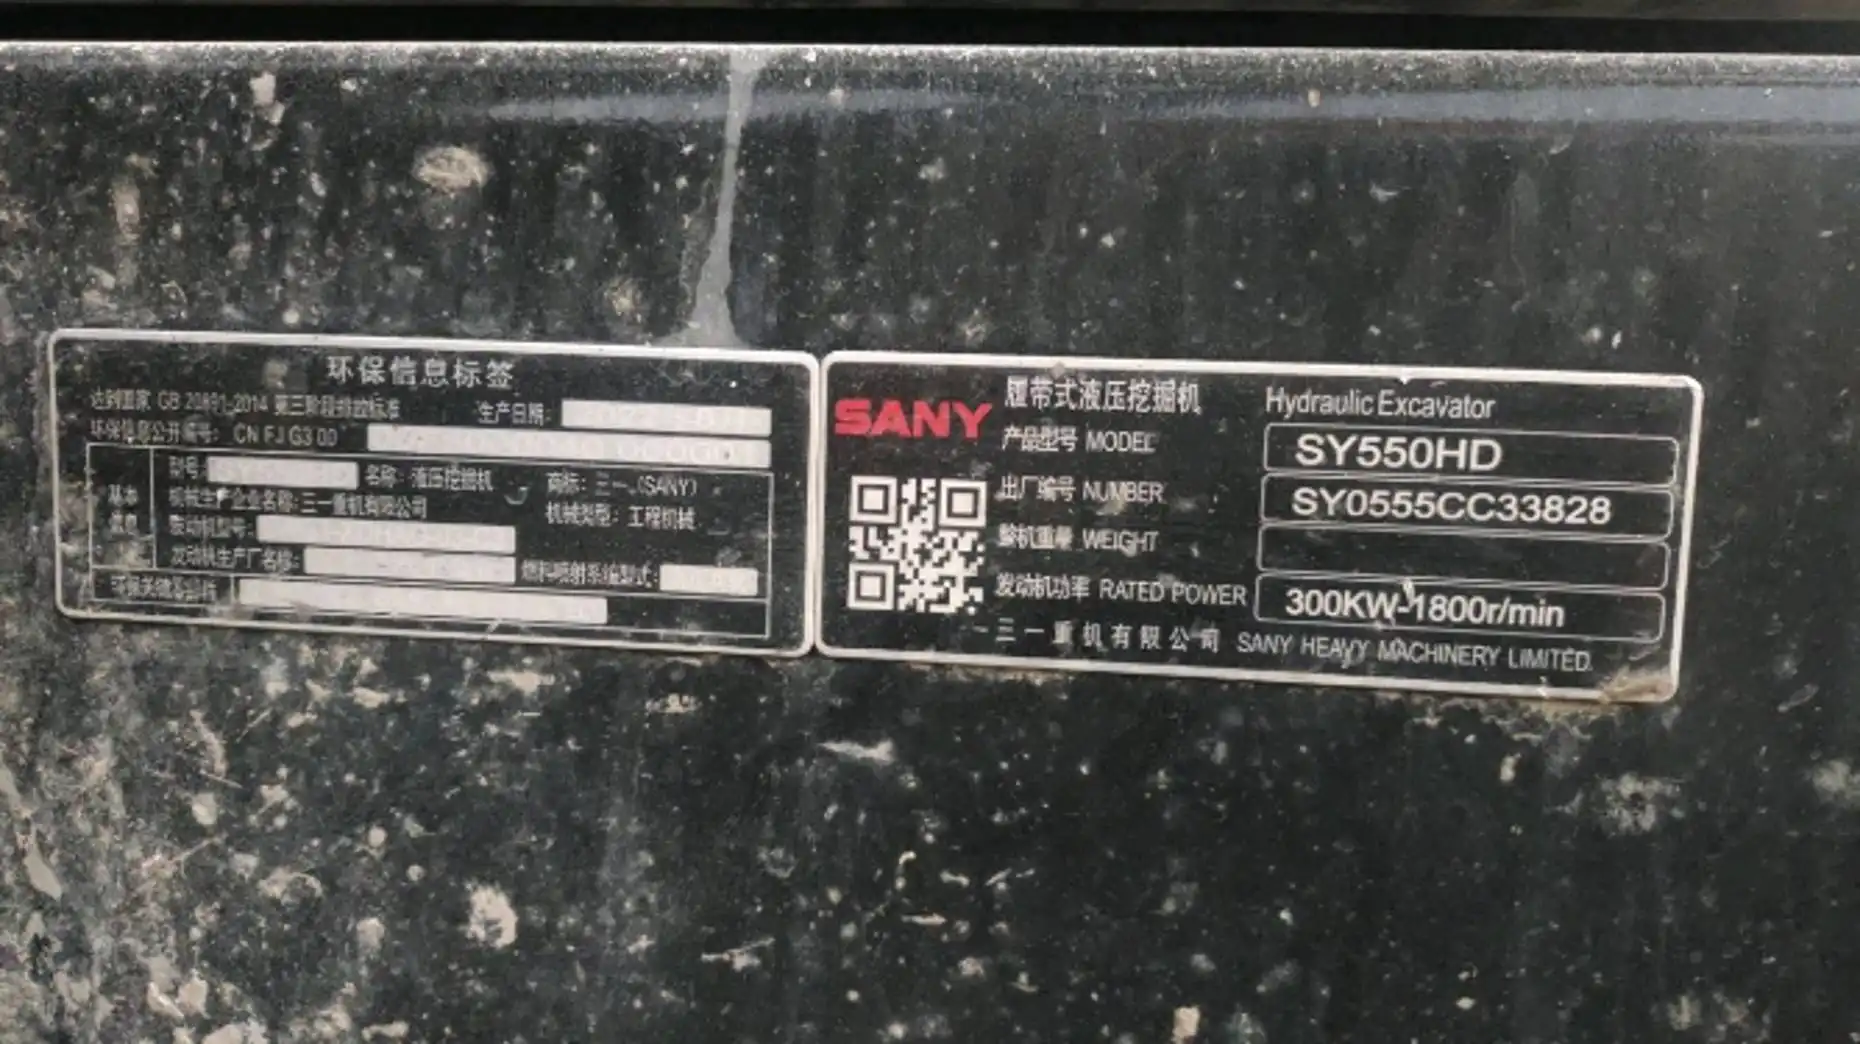 环保信息标签
达到国家 GB 20891-2014 第三阶段排放标准
生产日期:
环保信息公开编号: CN FJ G3 00
基本信息
型号:
名称: 液压挖掘机
商标: 三一 (SANY)
机械生产企业名称: 三一重机有限公司
机械类型: 工程机械
发动机型号:
发动机生产厂名称:
燃料喷射系统型式:
SANY
履带式液压挖掘机 Hydraulic Excavator
产品型号 MODEL SY550HD
出厂编号 NUMBER SY0555CC33828
整机重量 WEIGHT
发动机功率 RATED POWER 300KW-1800r/min
三一重机有限公司 SANY HEAVY MACHINERY LIMITED.